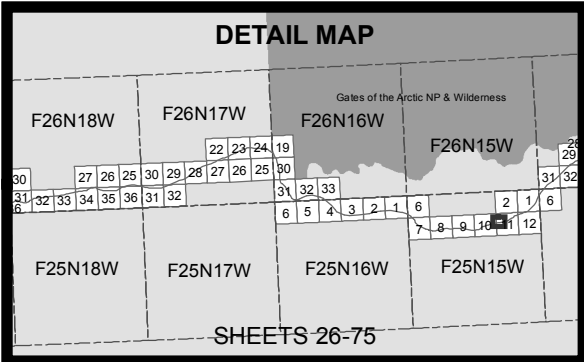 DETAIL MAP
Gates of the Arctic NP & Wilderness
F26N18W F26N17W F26N16W F26N15W
22 23 24 19
28
29
30 27 26 25 30 29 28 27 26 25 30
31 32 33 34 35 36 31 32
6
31 32 33
31 32
6 5 4 3 2 1 6
2 1 6
7 8 9 10 11 12
F25N18W F25N17W F25N16W F25N15W
SHEETS 26-75